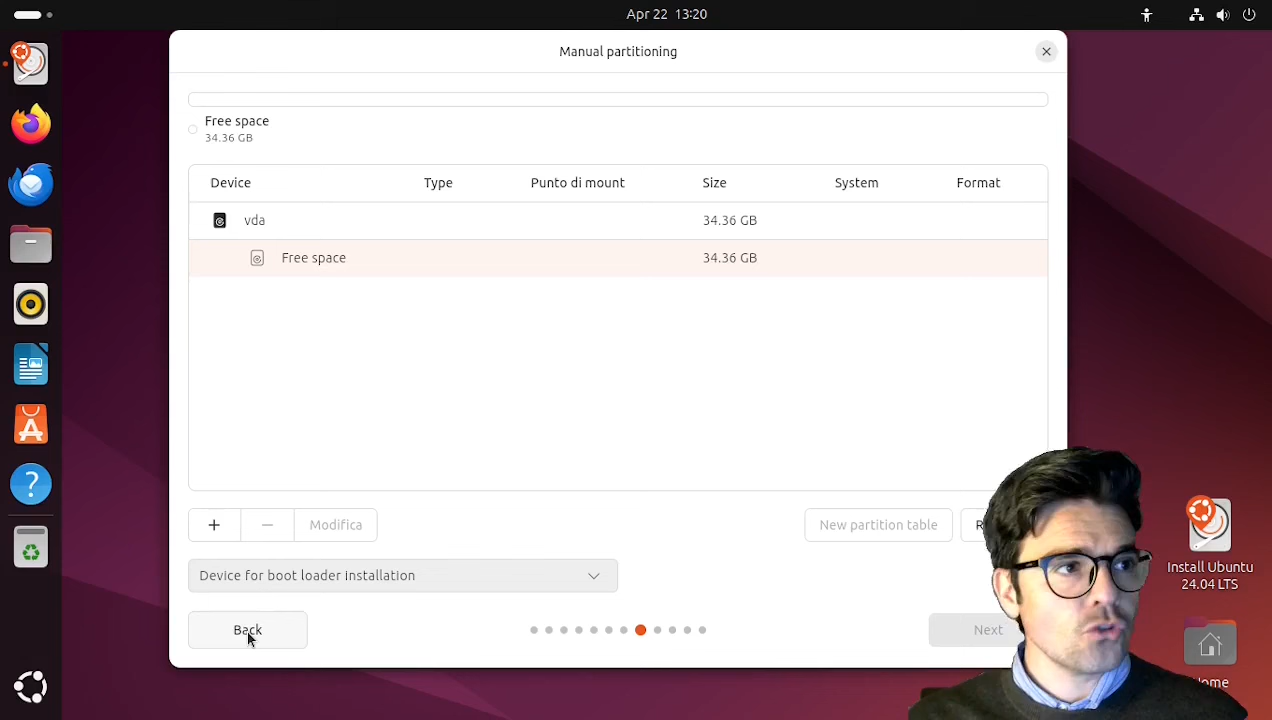 Apr 22 13:20
Manual partitioning
Free space
34.36 GB
Device Type Punto di mount Size System Format
vda 34.36 GB
Free space 34.36 GB
+ − Modifica New partition table
Device for boot loader installation
Back Next
Install Ubuntu
24.04 LTS